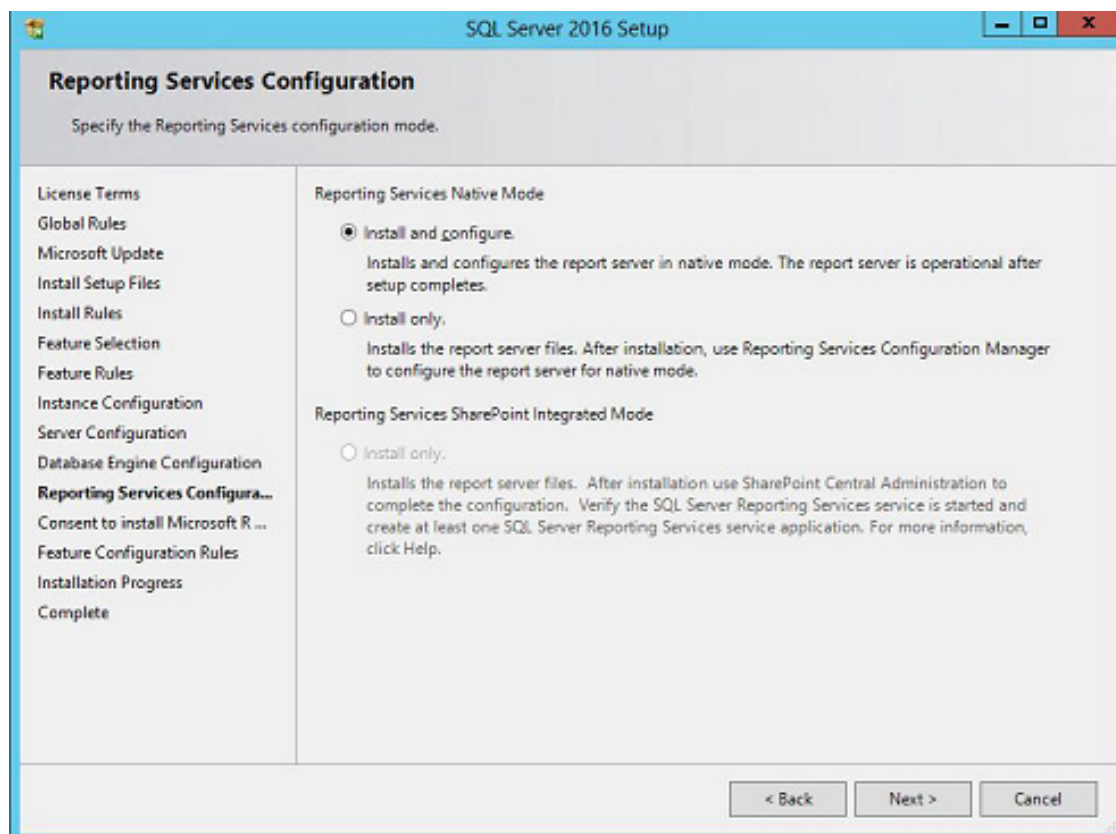 SQL Server 2016 Setup
Reporting Services Configuration
Specify the Reporting Services configuration mode.
License Terms
Global Rules
Microsoft Update
Install Setup Files
Install Rules
Feature Selection
Feature Rules
Instance Configuration
Server Configuration
Database Engine Configuration
Reporting Services Configura...
Consent to install Microsoft R ...
Feature Configuration Rules
Installation Progress
Complete
Reporting Services Native Mode
Install and configure.
Installs and configures the report server in native mode. The report server is operational after
setup completes.
Install only.
Installs the report server files. After installation, use Reporting Services Configuration Manager
to configure the report server for native mode.
Reporting Services SharePoint Integrated Mode
Install only.
Installs the report server files. After installation use SharePoint Central Administration to
complete the configuration. Verify the SQL Server Reporting Services service is started and
create at least one SQL Server Reporting Services service application. For more information,
click Help.
< Back
Next >
Cancel